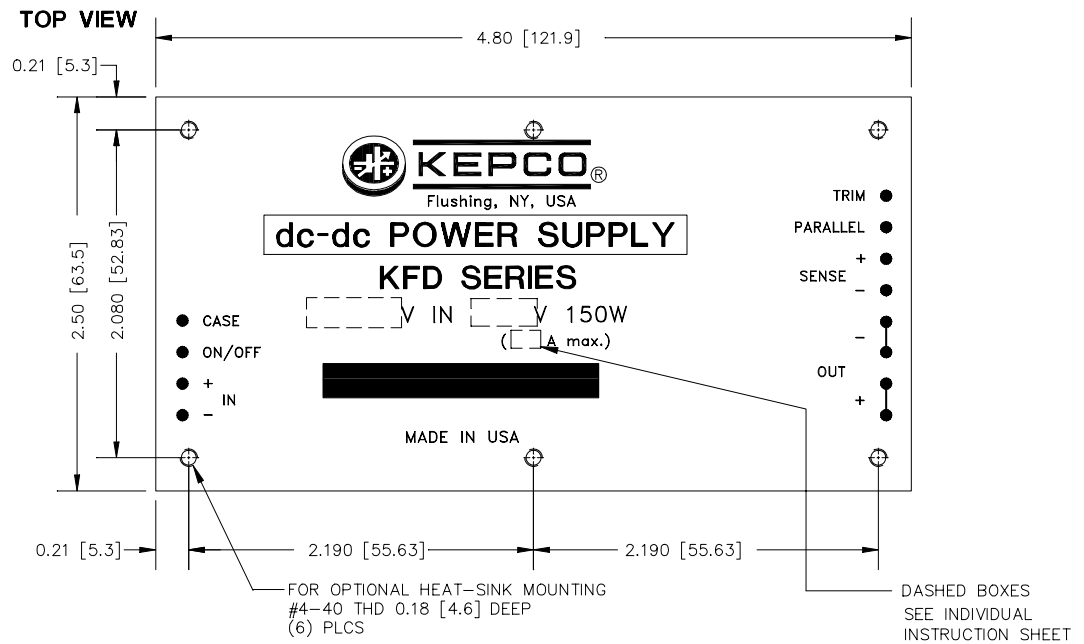 TOP VIEW
4.80 [121.9]
0.21 [5.3]
2.50 [63.5]
2.080 [52.83]
KEPCO®
Flushing, NY, USA
dc-dc POWER SUPPLY
KFD SERIES
V IN V 150W
( A max.)
MADE IN USA
CASE
ON/OFF
+
IN
–
TRIM
PARALLEL
+
SENSE
–
–
OUT
+
0.21 [5.3]
2.190 [55.63]
2.190 [55.63]
FOR OPTIONAL HEAT-SINK MOUNTING
#4-40 THD 0.18 [4.6] DEEP
(6) PLCS
DASHED BOXES
SEE INDIVIDUAL
INSTRUCTION SHEET